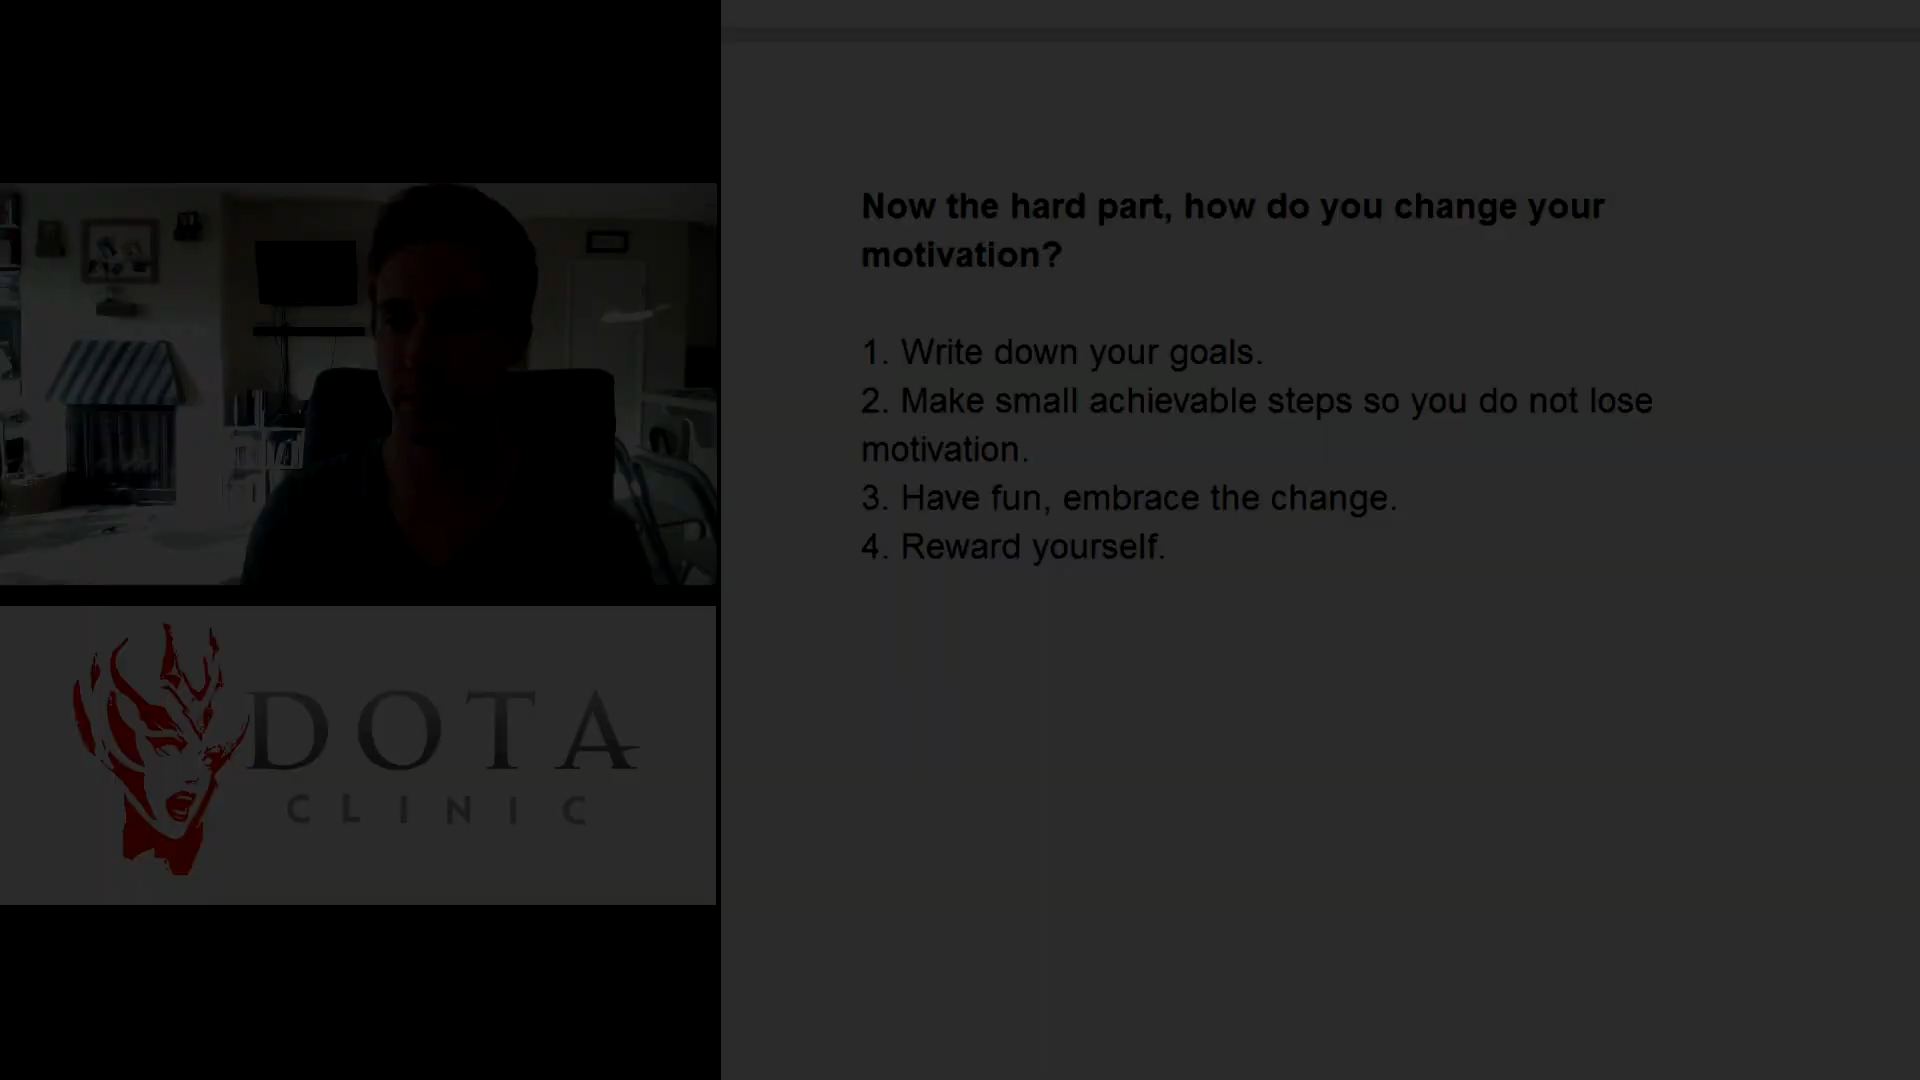 Now the hard part, how do you change your
motivation?
1. Write down your goals.
2. Make small achievable steps so you do not lose
motivation.
3. Have fun, embrace the change.
4. Reward yourself.
DOTA
CLINIC